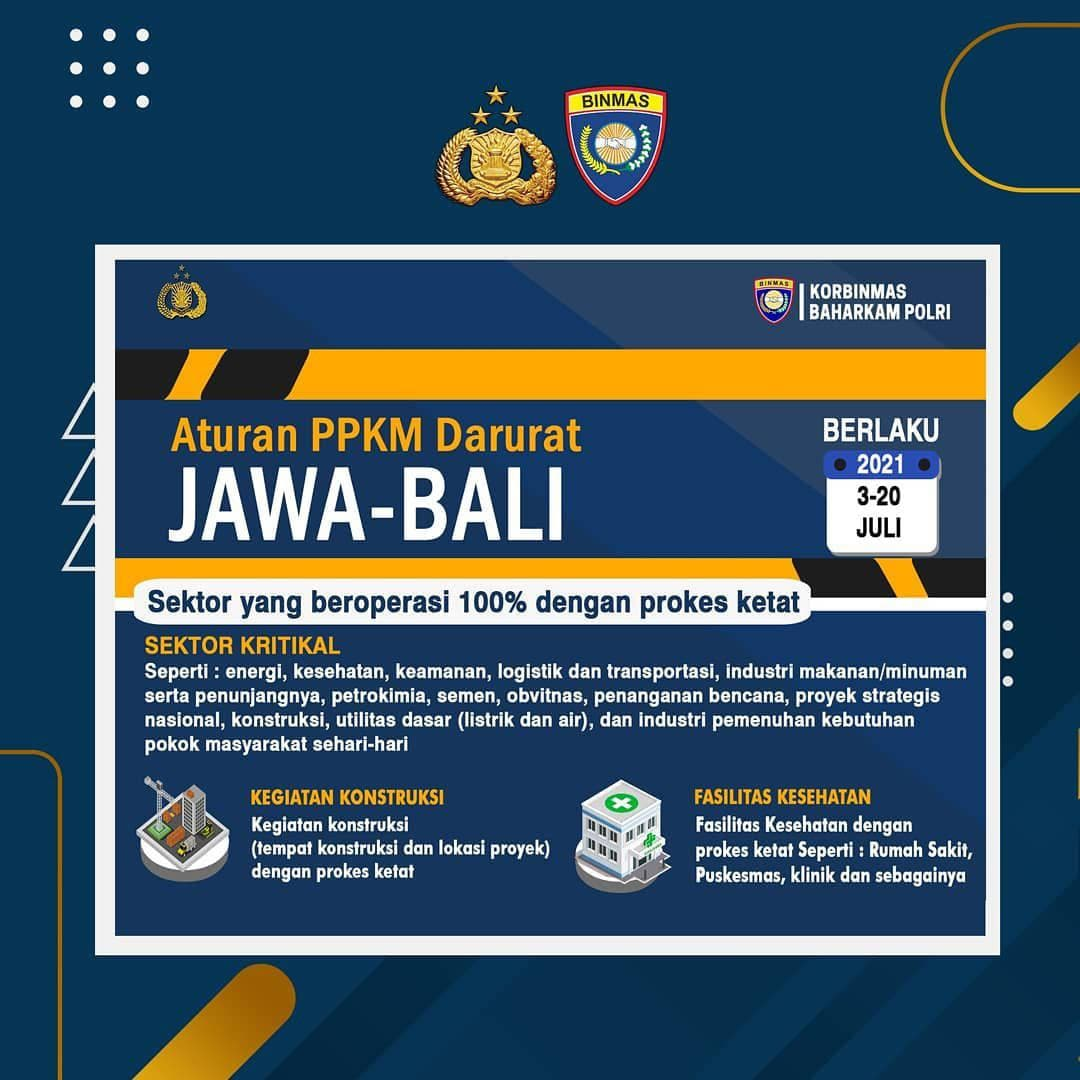 BINMAS
BINMAS
KORBINMAS
BAHARKAM POLRI
Aturan PPKM Darurat
JAWA-BALI
BERLAKU
2021
3-20
JULI
Sektor yang beroperasi 100% dengan prokes ketat
SEKTOR KRITIKAL
Seperti : energi, kesehatan, keamanan, logistik dan transportasi, industri makanan/minuman
serta penunjangnya, petrokimia, semen, obvitnas, penanganan bencana, proyek strategis
nasional, konstruksi, utilitas dasar (listrik dan air), dan industri pemenuhan kebutuhan
pokok masyarakat sehari-hari
KEGIATAN KONSTRUKSI
Kegiatan konstruksi
(tempat konstruksi dan lokasi proyek)
dengan prokes ketat
FASILITAS KESEHATAN
Fasilitas Kesehatan dengan
prokes ketat Seperti : Rumah Sakit,
Puskesmas, klinik dan sebagainya